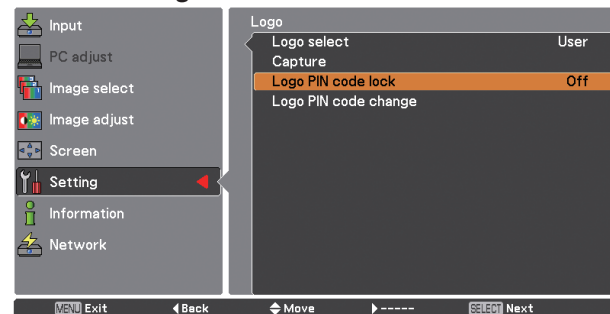 Input
PC adjust
Image select
Image adjust
Screen
Setting
Information
Network
Logo
Logo select User
Capture
Logo PIN code lock Off
Logo PIN code change
MENU Exit Back Move ----- SELECT Next